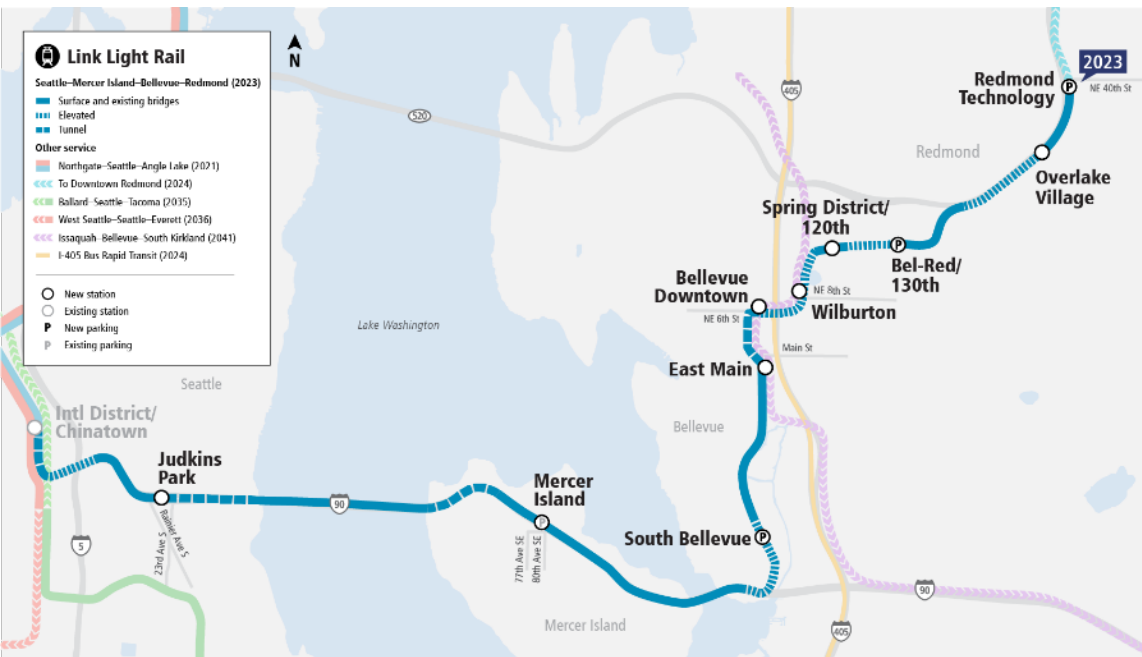 Link Light Rail
Seattle–Mercer Island–Bellevue–Redmond (2023)
Surface and existing bridges
Elevated
Tunnel
Other service
Northgate–Seattle–Angle Lake (2021)
To Downtown Redmond (2024)
Ballard–Seattle–Tacoma (2035)
West Seattle–Seattle–Everett (2036)
Issaquah–Bellevue–South Kirkland (2041)
I-405 Bus Rapid Transit (2024)
New station
Existing station
P New parking
P Existing parking
N
520
405
2023
Redmond
Technology
P
NE 40th St
Redmond
Overlake
Village
Spring District/
120th
P
Bel-Red/
130th
Bellevue
Downtown
NE 8th St
Wilburton
NE 6th St
Main St
East Main
Lake Washington
Seattle
Intl District/
Chinatown
Bellevue
Judkins
Park
Mercer
Island
90
P
South Bellevue
P
5
23rd Ave S
Rainier Ave S
77th Ave SE
80th Ave SE
90
Mercer Island
405